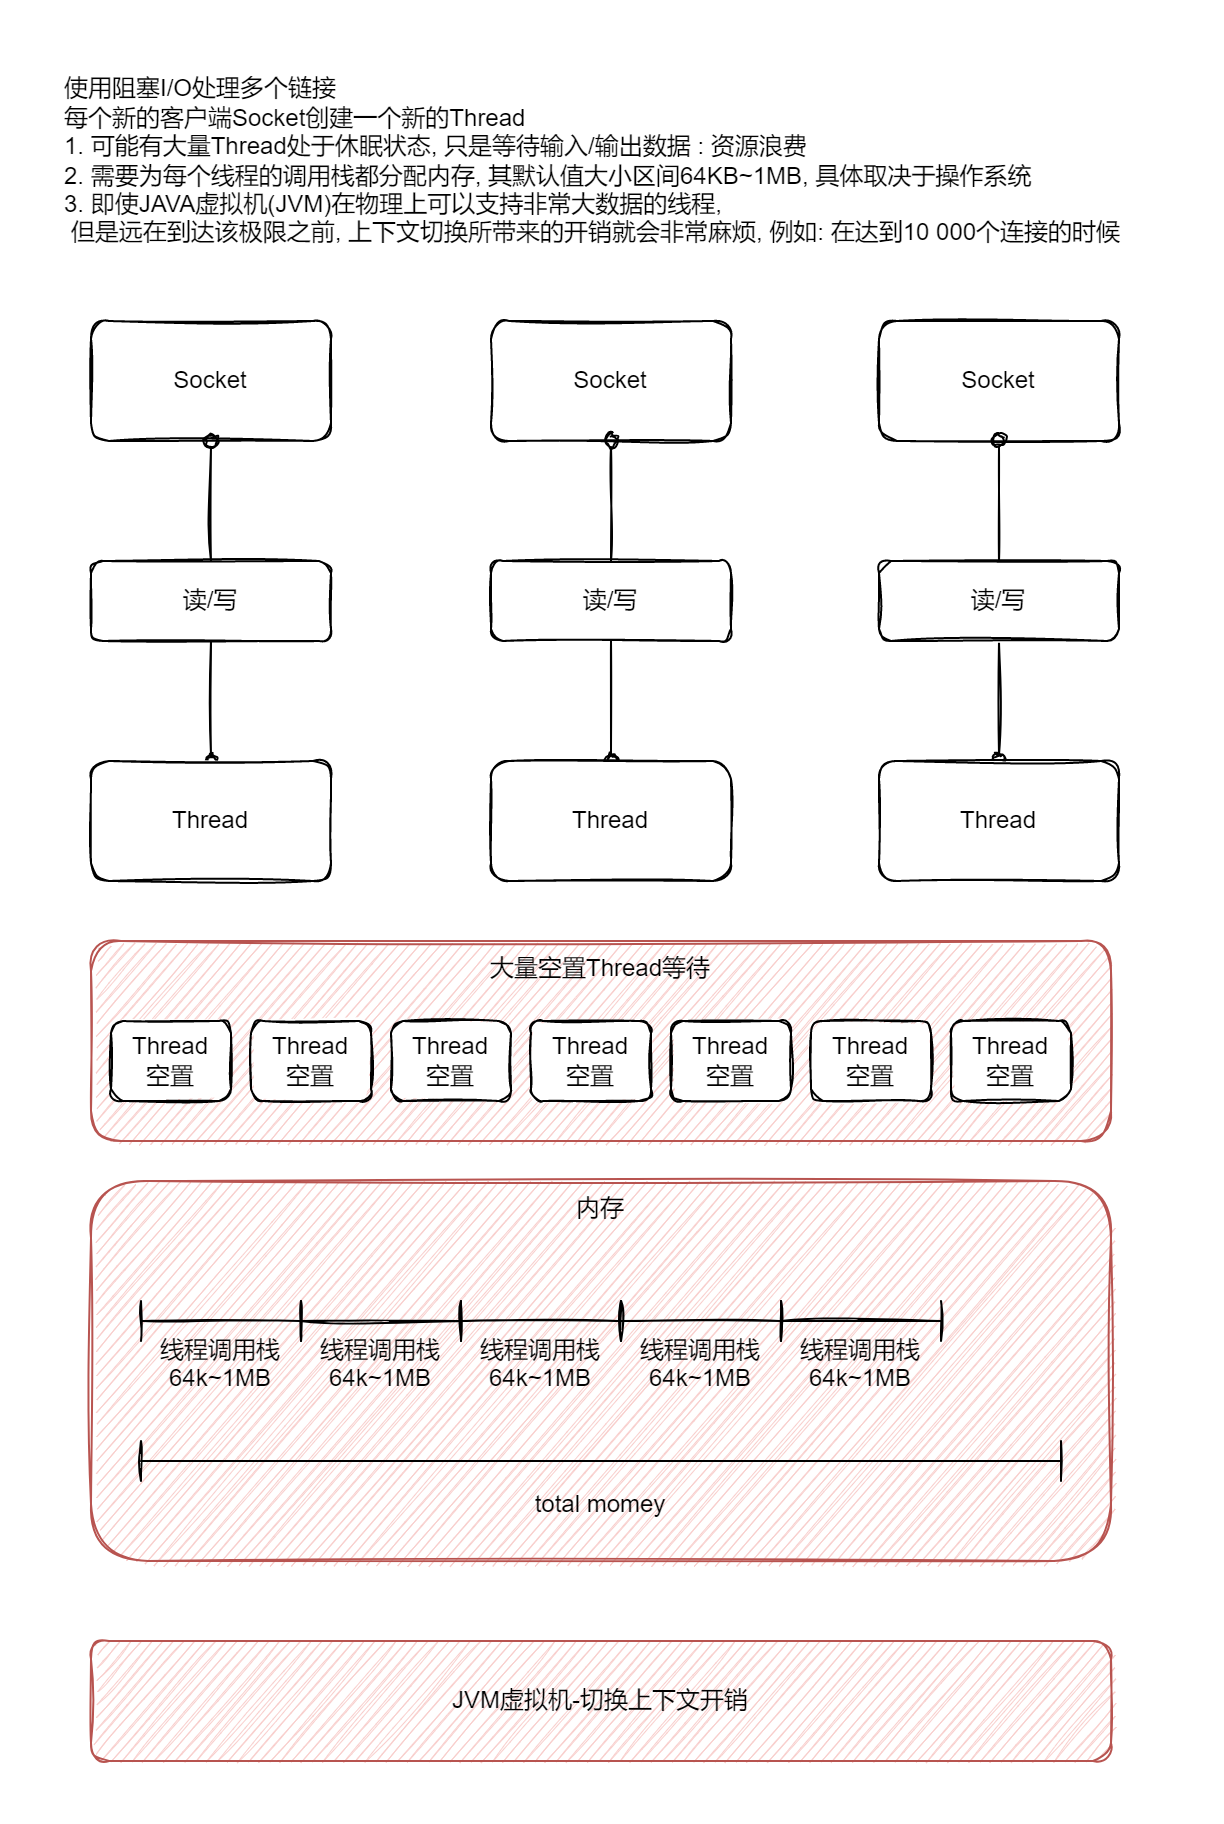 使用阻塞I/O处理多个链接
每个新的客户端Socket创建一个新的Thread
1. 可能有大量Thread处于休眠状态, 只是等待输入/输出数据 : 资源浪费
2. 需要为每个线程的调用栈都分配内存, 其默认值大小区间64KB~1MB, 具体取决于操作系统
3. 即使JAVA虚拟机(JVM)在物理上可以支持非常大数据的线程,
但是远在到达该极限之前, 上下文切换所带来的开销就会非常麻烦, 例如: 在达到10 000个连接的时候
Socket
Socket
Socket
读/写
读/写
读/写
Thread
Thread
Thread
大量空置Thread等待
Thread
空置
Thread
空置
Thread
空置
Thread
空置
Thread
空置
Thread
空置
Thread
空置
内存
线程调用栈
64k~1MB
线程调用栈
64k~1MB
线程调用栈
64k~1MB
线程调用栈
64k~1MB
线程调用栈
64k~1MB
total momey
JVM虚拟机-切换上下文开销